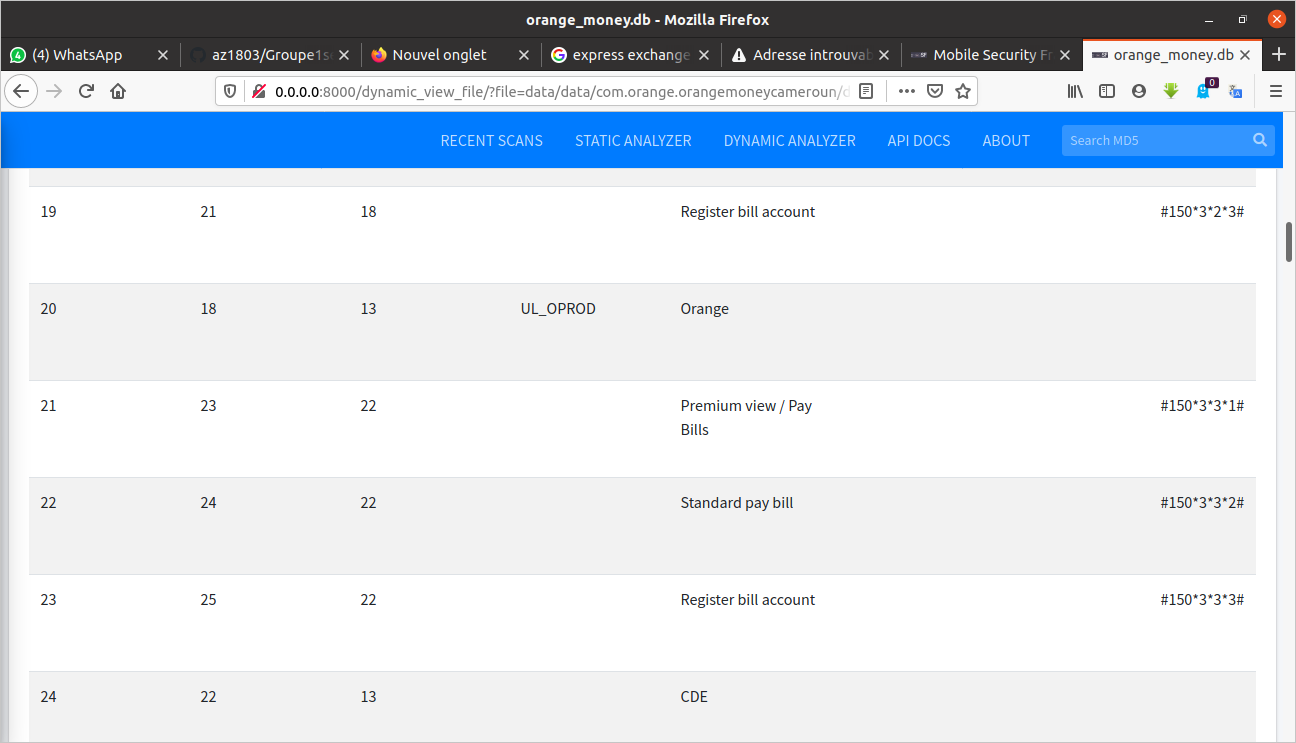 orange_money.db - Mozilla Firefox
(4) WhatsApp
az1803/Groupe1s
Nouvel onglet
express exchange
Adresse introuvab
Mobile Security Fr
orange_money.db
0.0.0.0:8000/dynamic_view_file/?file=data/data/com.orange.orangemoneycameroun/d
0
RECENT SCANS STATIC ANALYZER DYNAMIC ANALYZER API DOCS ABOUT Search MD5
19 21 18 Register bill account #150*3*2*3#
20 18 13 UL_OPROD Orange
21 23 22 Premium view / Pay #150*3*3*1#
Bills
22 24 22 Standard pay bill #150*3*3*2#
23 25 22 Register bill account #150*3*3*3#
24 22 13 CDE